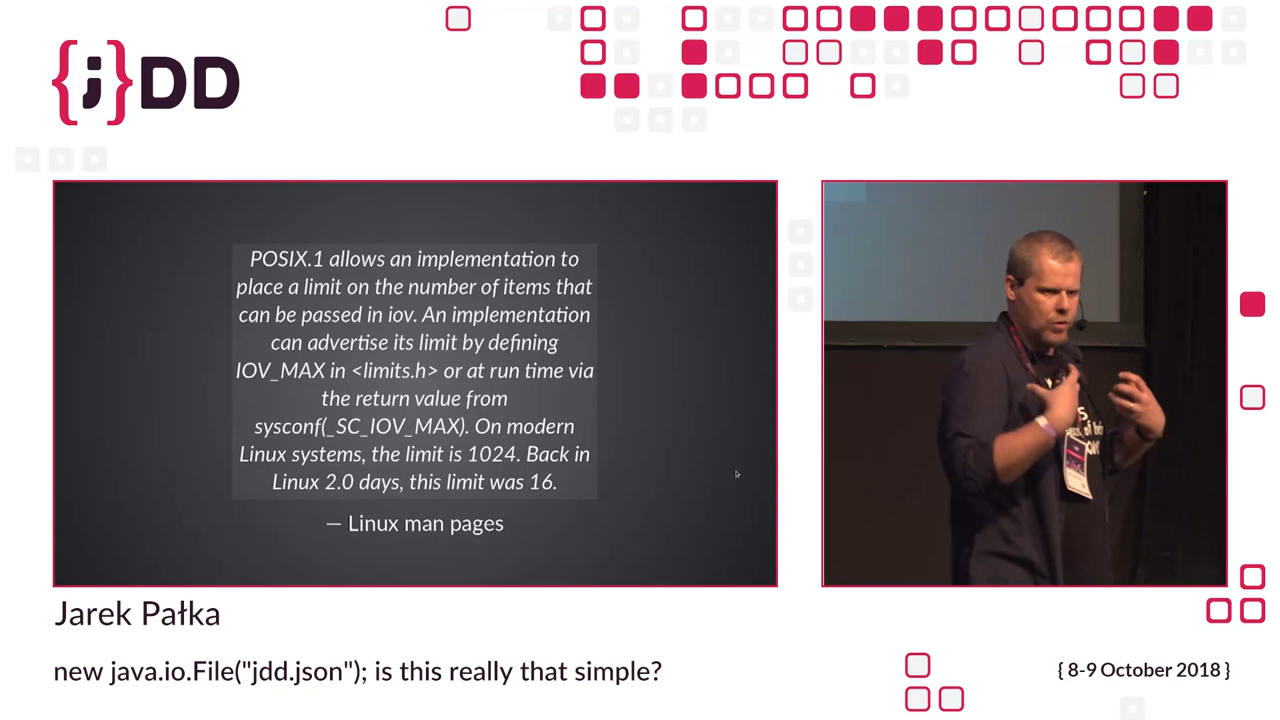 {j}DD
POSIX.1 allows an implementation to
place a limit on the number of items that
can be passed in iov. An implementation
can advertise its limit by defining
IOV_MAX in <limits.h> or at run time via
the return value from
sysconf(_SC_IOV_MAX). On modern
Linux systems, the limit is 1024. Back in
Linux 2.0 days, this limit was 16.
— Linux man pages
Jarek Pałka
new java.io.File("jdd.json"); is this really that simple?
{ 8-9 October 2018 }